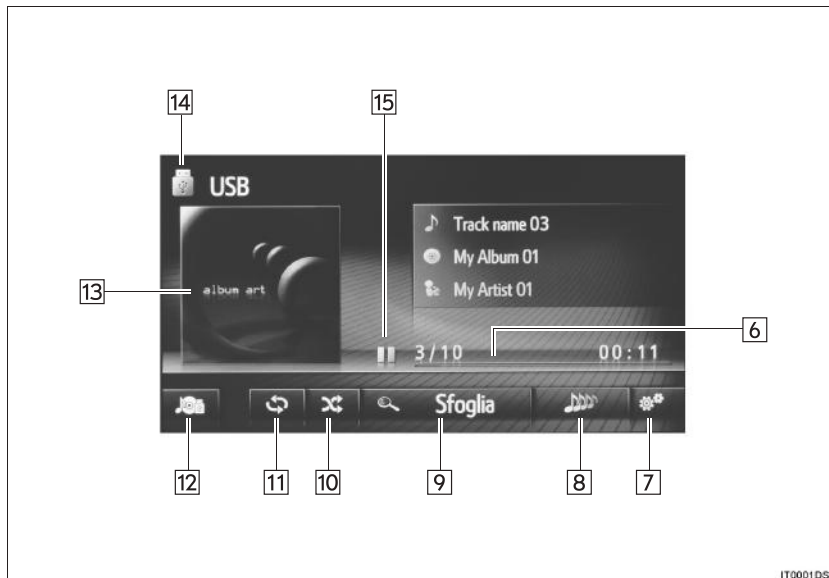 14
15
USB
Track name 03
My Album 01
My Artist 01
album art
13
6
3/10
00:11
Sfoglia
12
11
10
9
8
7
IT0001DS